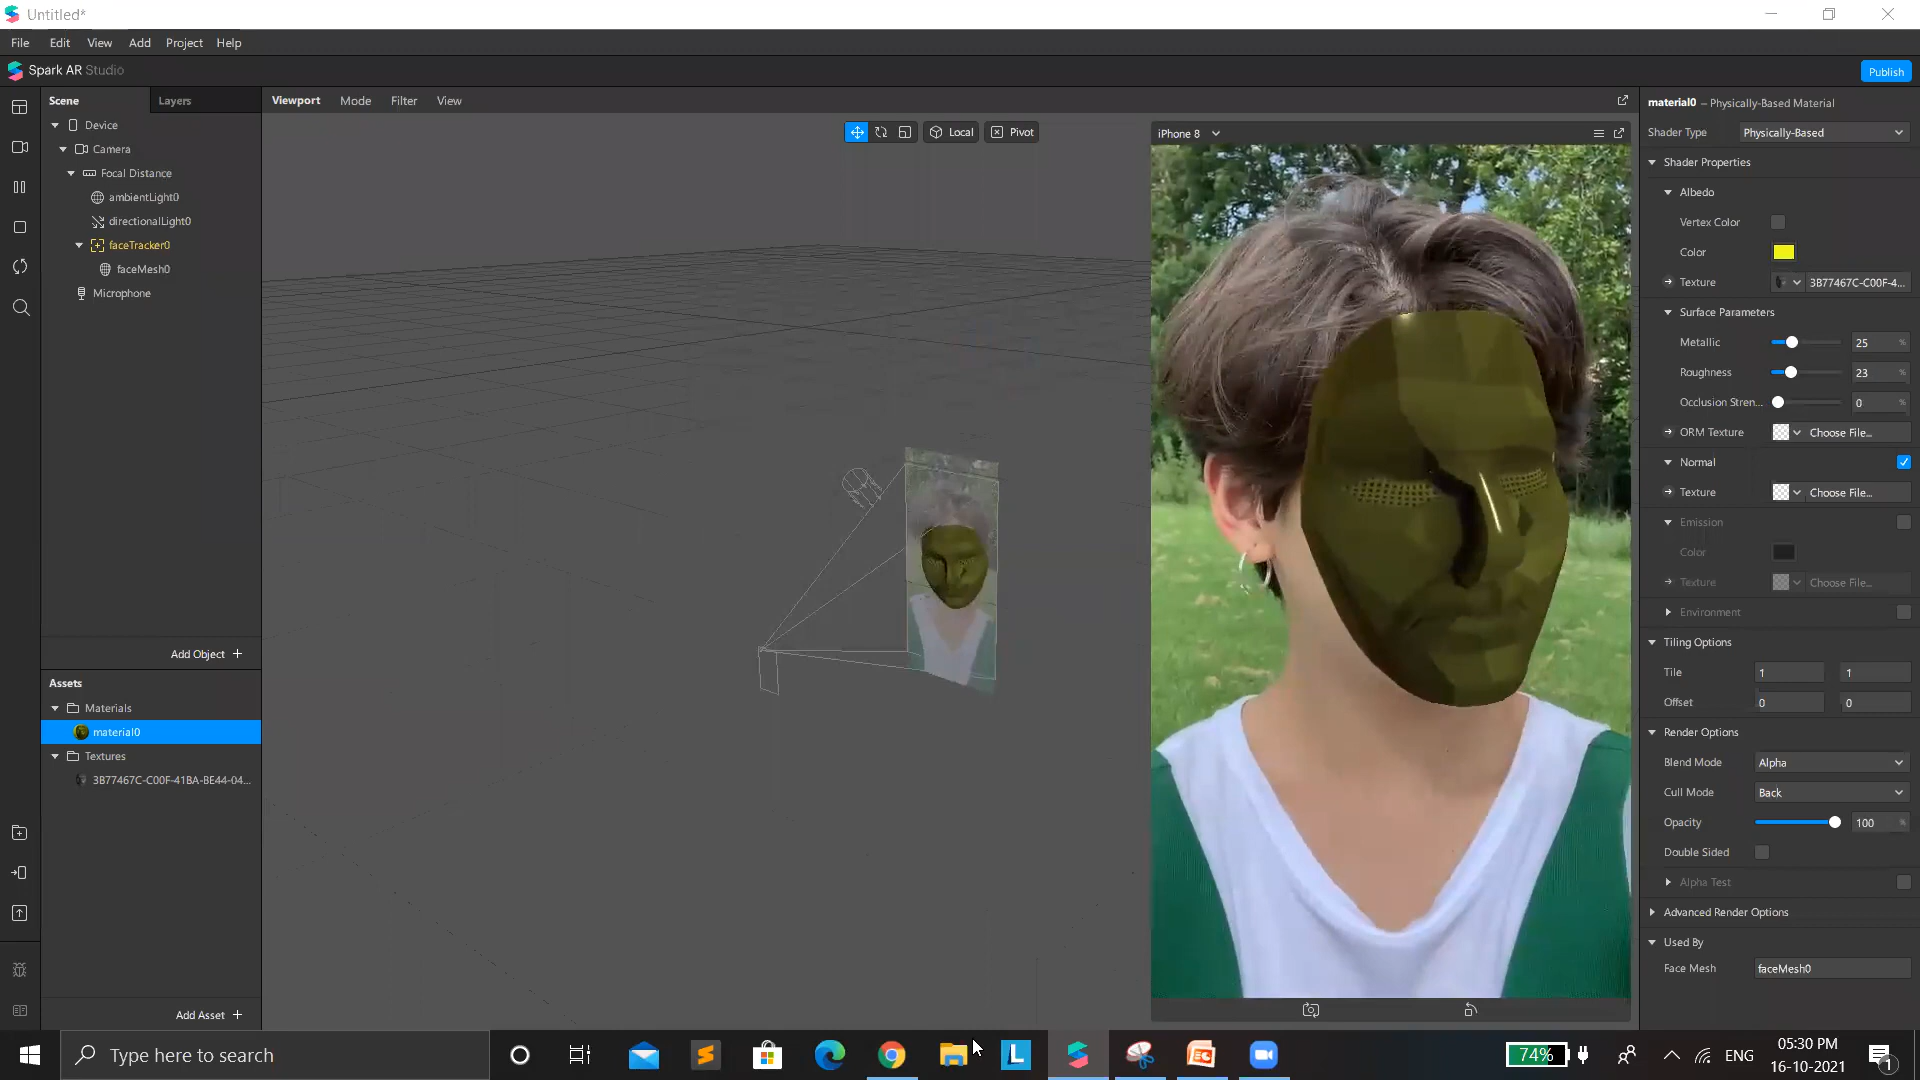 Untitled*
File Edit View Add Project Help
Spark AR Studio
Publish
Scene Layers
Device
Camera
Focal Distance
ambientLight0
directionalLight0
faceTracker0
faceMesh0
Microphone
Add Object +
Assets
Materials
material0
Textures
3B77467C-C00F-41BA-BE44-04...
Add Asset +
Viewport Mode Filter View
Local Pivot
iPhone 8
material0 – Physically-Based Material
Shader Type Physically-Based
Shader Properties
Albedo
Vertex Color
Color
Texture 3B77467C-C00F-4...
Surface Parameters
Metallic 25 %
Roughness 23 %
Occlusion Stren... 0 %
ORM Texture Choose File...
Normal
Texture Choose File...
Emission
Color
Texture Choose File...
Environment
Tiling Options
Tile 1 1
Offset 0 0
Render Options
Blend Mode Alpha
Cull Mode Back
Opacity 100 %
Double Sided
Alpha Test
Advanced Render Options
Used By
Face Mesh faceMesh0
Type here to search
L
74%
ENG
05:30 PM
16-10-2021
1